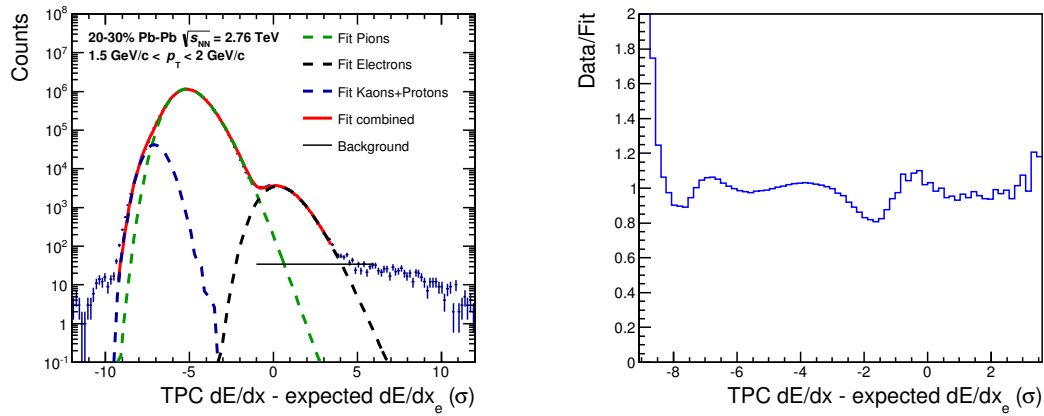 Counts
10^8
10^7
10^6
10^5
10^4
10^3
10^2
10
1
10^-1
20-30% Pb-Pb √s_NN = 2.76 TeV
1.5 GeV/c < p_T < 2 GeV/c
Fit Pions
Fit Electrons
Fit Kaons+Protons
Fit combined
Background
-10 -5 0 5 10
TPC dE/dx - expected dE/dx_e (σ)
Data/Fit
2
1.8
1.6
1.4
1.2
1
0.8
0.6
0.4
0.2
0
-8 -6 -4 -2 0 2
TPC dE/dx - expected dE/dx_e (σ)